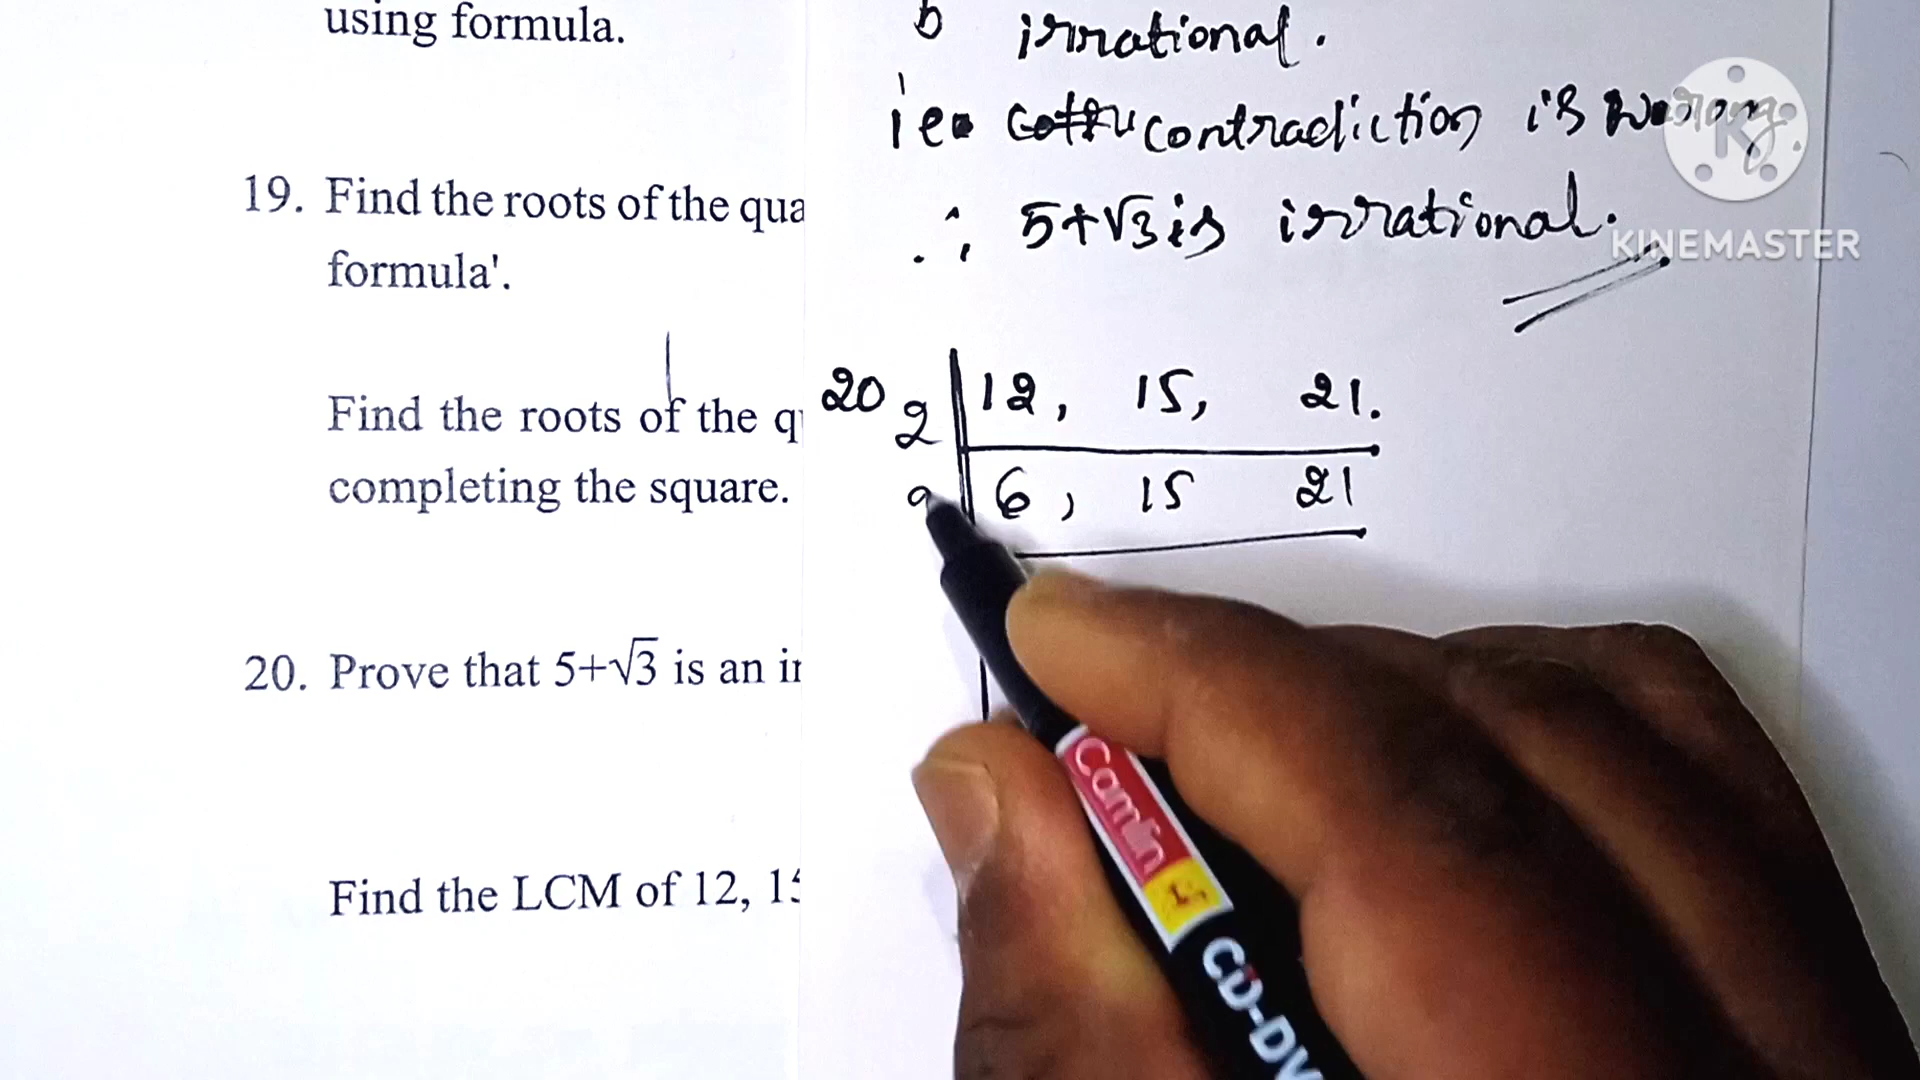 using formula.
19. Find the roots of the qua
formula'.
Find the roots of the q
completing the square.
20. Prove that 5+√3 is an ir
Find the LCM of 12, 15
b irrational.
ie contradiction is wrong.
∴ 5+√3 is irrational.
KINEMASTER
20 2 | 12, 15, 21.
6, 15 21
Camlin
CD-DV